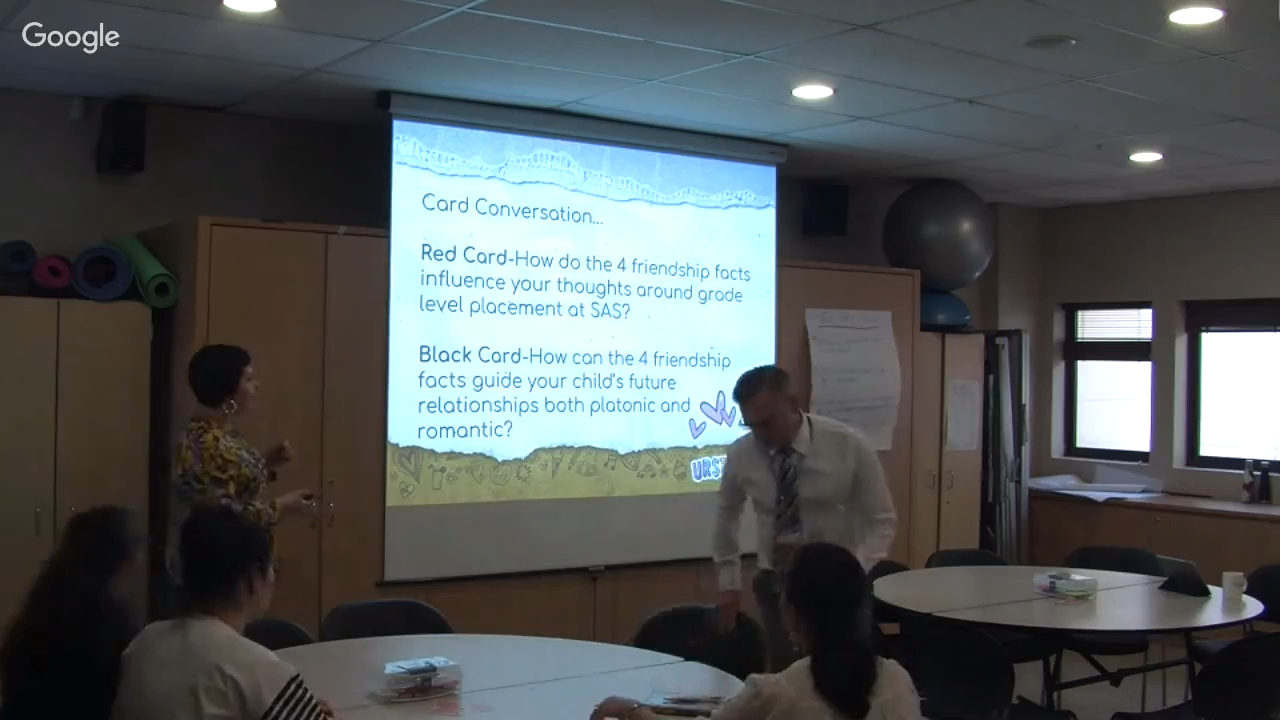 Google
Card Conversation...
Red Card-How do the 4 friendship facts
influence your thoughts around grade
level placement at SAS?
Black Card-How can the 4 friendship
facts guide your child's future
relationships both platonic and
romantic?